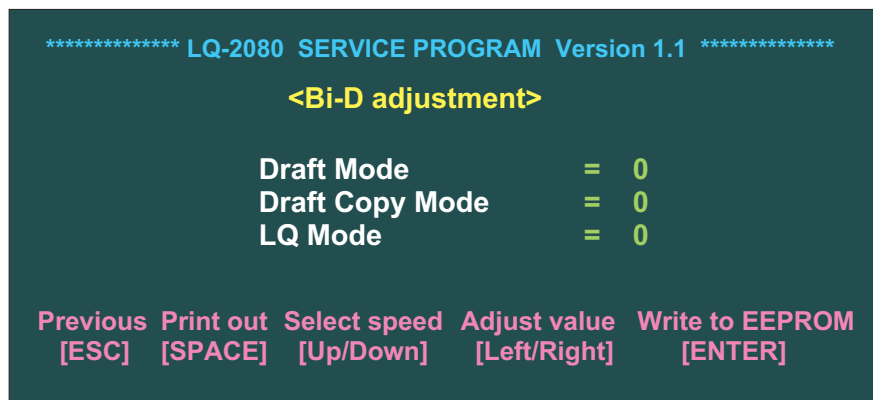 ************** LQ-2080 SERVICE PROGRAM Version 1.1 **************
<Bi-D adjustment>
Draft Mode = 0
Draft Copy Mode = 0
LQ Mode = 0
Previous Print out Select speed Adjust value Write to EEPROM
[ESC] [SPACE] [Up/Down] [Left/Right] [ENTER]